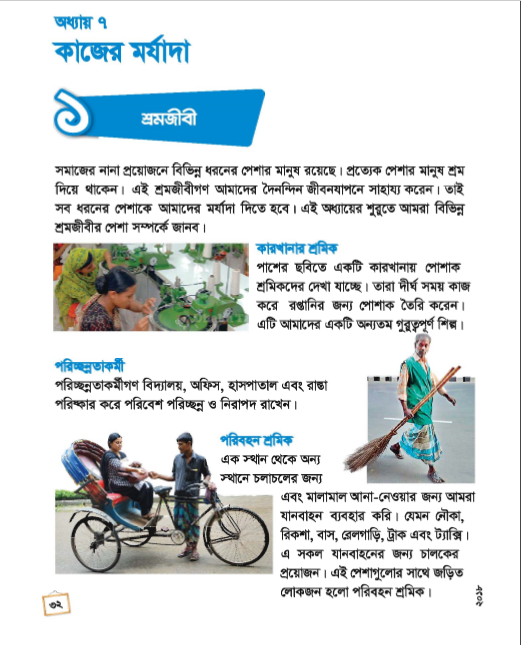 অধ্যায় ৭
কাজের মর্যাদা
১
শ্রমজীবী
সমাজের নানা প্রয়োজনে বিভিন্ন ধরনের পেশার মানুষ রয়েছে। প্রত্যেক পেশার মানুষ শ্রম
দিয়ে থাকেন। এই শ্রমজীবীগণ আমাদের দৈনন্দিন জীবনযাপনে সাহায্য করেন। তাই
সব ধরনের পেশাকে আমাদের মর্যাদা দিতে হবে। এই অধ্যায়ের শুরুতে আমরা বিভিন্ন
শ্রমজীবীর পেশা সম্পর্কে জানব।
কারখানার শ্রমিক
পাশের ছবিতে একটি কারখানায় পোশাক
শ্রমিকদের দেখা যাচ্ছে। তারা দীর্ঘ সময় কাজ
করে রপ্তানির জন্য পোশাক তৈরি করেন।
এটি আমাদের একটি অন্যতম গুরুত্বপূর্ণ শিল্প।
পরিচ্ছন্নতাকর্মী
পরিচ্ছন্নতাকর্মীগণ বিদ্যালয়, অফিস, হাসপাতাল এবং রাস্তা
পরিষ্কার করে পরিবেশ পরিচ্ছন্ন ও নিরাপদ রাখেন।
পরিবহন শ্রমিক
এক স্থান থেকে অন্য
স্থানে চলাচলের জন্য
এবং মালামাল আনা-নেওয়ার জন্য আমরা
যানবাহন ব্যবহার করি। যেমন নৌকা,
রিকশা, বাস, রেলগাড়ি, ট্রাক এবং ট্যাক্সি।
এ সকল যানবাহনের জন্য চালকের
প্রয়োজন। এই পেশাগুলোর সাথে জড়িত
লোকজন হলো পরিবহন শ্রমিক।
৩২
২০১৮